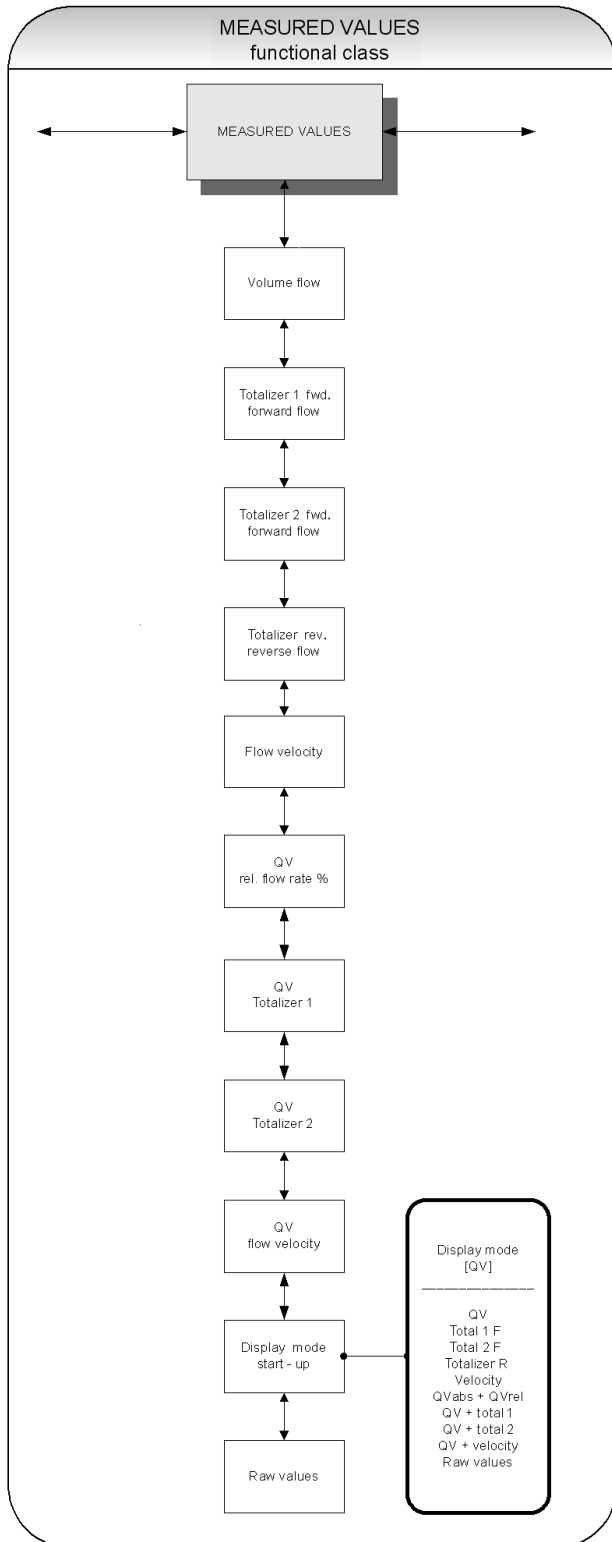 MEASURED VALUES
functional class
MEASURED VALUES
Volume flow
Totalizer 1 fwd.
forward flow
Totalizer 2 fwd.
forward flow
Totalizer rev.
reverse flow
Flow velocity
QV
rel. flow rate %
QV
Totalizer 1
QV
Totalizer 2
QV
flow velocity
Display mode
start - up
Display mode
[QV]
QV
Total 1 F
Total 2 F
Totalizer R
Velocity
QVabs + QVrel
QV + total 1
QV + total 2
QV + velocity
Raw values
Raw values